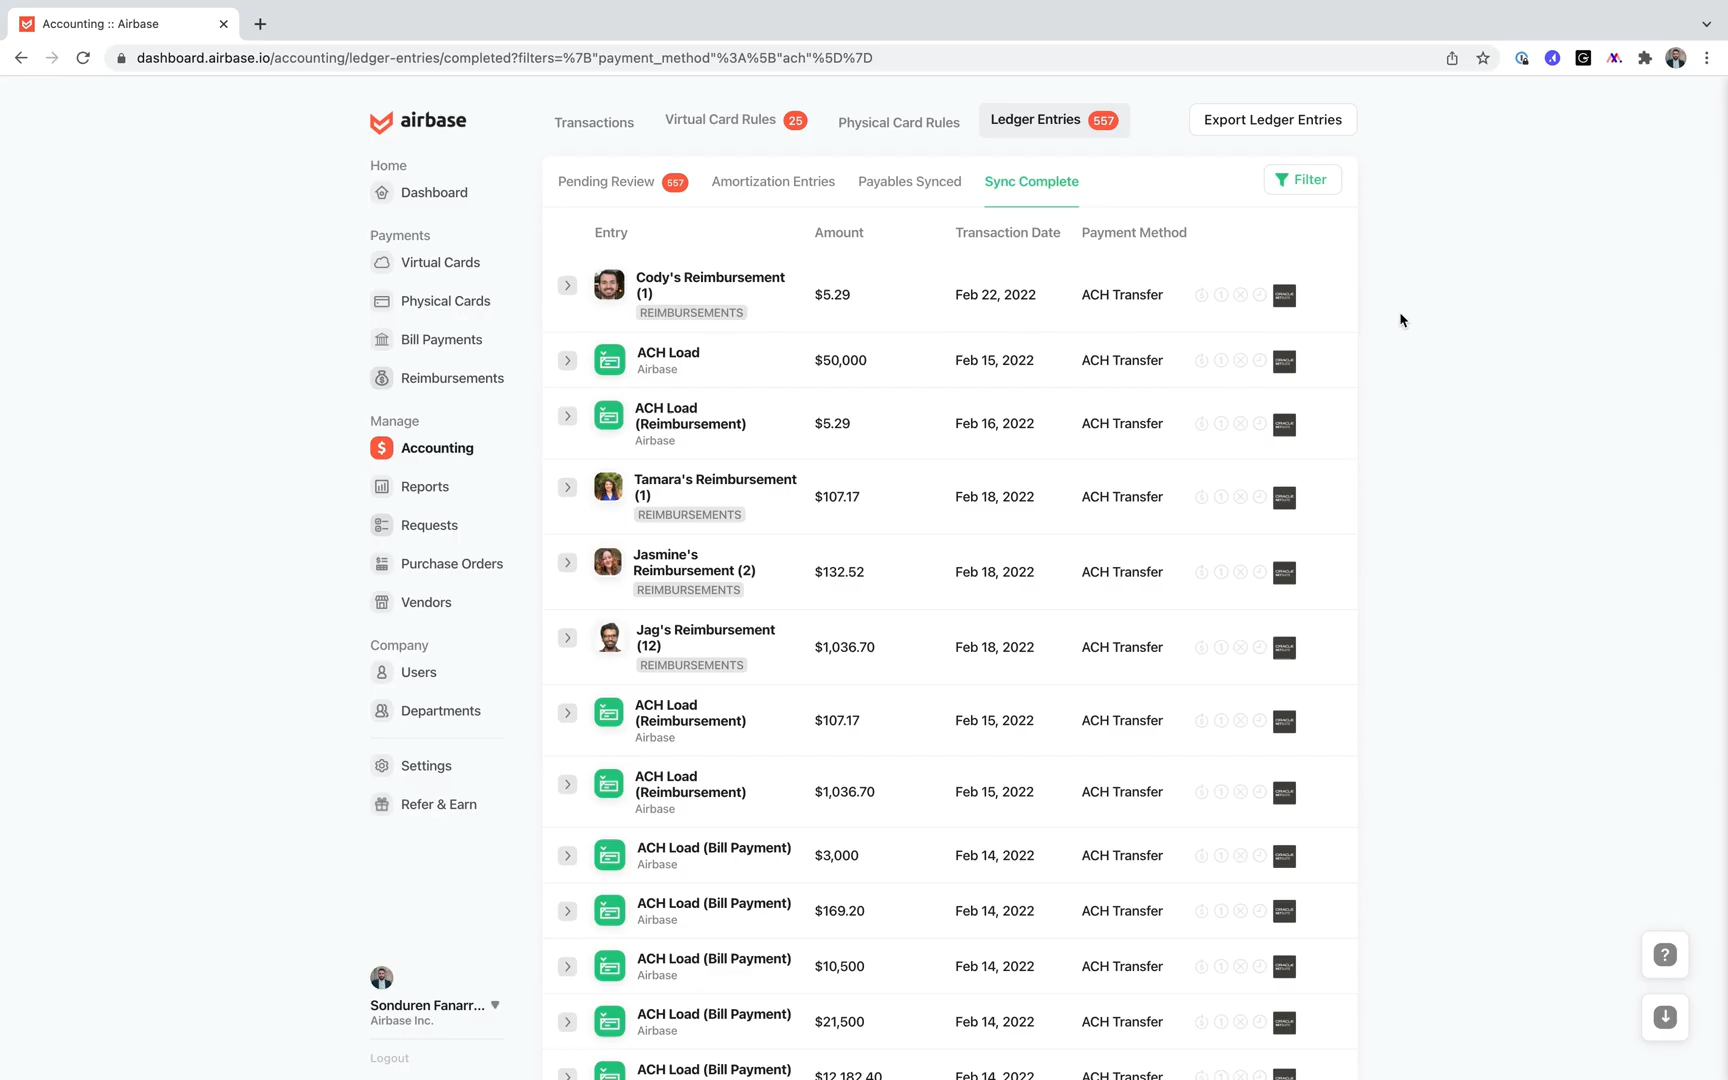 Accounting :: Airbase
dashboard.airbase.io/accounting/ledger-entries/completed?filters=%7B"payment_method"%3A%5B"ach"%5D%7D
airbase
Transactions
Virtual Card Rules 25
Physical Card Rules
Ledger Entries 557
Export Ledger Entries
Home
Dashboard
Payments
Virtual Cards
Physical Cards
Bill Payments
Reimbursements
Manage
Accounting
Reports
Requests
Purchase Orders
Vendors
Company
Users
Departments
Settings
Refer & Earn
Sonduren Fanarr...
Airbase Inc.
Logout
Pending Review 557
Amortization Entries
Payables Synced
Sync Complete
Filter
Entry Amount Transaction Date Payment Method
Cody's Reimbursement
(1)
REIMBURSEMENTS
$5.29 Feb 22, 2022 ACH Transfer
ACH Load
Airbase
$50,000 Feb 15, 2022 ACH Transfer
ACH Load
(Reimbursement)
Airbase
$5.29 Feb 16, 2022 ACH Transfer
Tamara's Reimbursement
(1)
REIMBURSEMENTS
$107.17 Feb 18, 2022 ACH Transfer
Jasmine's
Reimbursement (2)
REIMBURSEMENTS
$132.52 Feb 18, 2022 ACH Transfer
Jag's Reimbursement
(12)
REIMBURSEMENTS
$1,036.70 Feb 18, 2022 ACH Transfer
ACH Load
(Reimbursement)
Airbase
$107.17 Feb 15, 2022 ACH Transfer
ACH Load
(Reimbursement)
Airbase
$1,036.70 Feb 15, 2022 ACH Transfer
ACH Load (Bill Payment)
Airbase
$3,000 Feb 14, 2022 ACH Transfer
ACH Load (Bill Payment)
Airbase
$169.20 Feb 14, 2022 ACH Transfer
ACH Load (Bill Payment)
Airbase
$10,500 Feb 14, 2022 ACH Transfer
ACH Load (Bill Payment)
Airbase
$21,500 Feb 14, 2022 ACH Transfer
ACH Load (Bill Payment)
$12,182.40 Feb 14, 2022 ACH Transfer